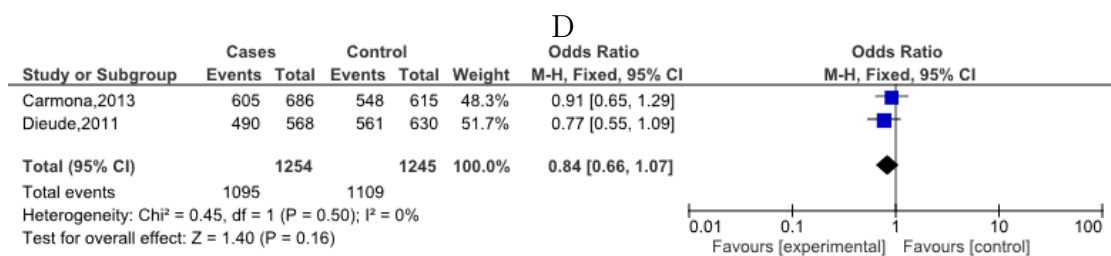 D
Cases Control Odds Ratio Odds Ratio
Study or Subgroup Events Total Events Total Weight M-H, Fixed, 95% CI M-H, Fixed, 95% CI
Carmona,2013 605 686 548 615 48.3% 0.91 [0.65, 1.29]
Dieude,2011 490 568 561 630 51.7% 0.77 [0.55, 1.09]
Total (95% CI) 1254 1245 100.0% 0.84 [0.66, 1.07]
Total events 1095 1109
Heterogeneity: Chi² = 0.45, df = 1 (P = 0.50); I² = 0%
Test for overall effect: Z = 1.40 (P = 0.16)
0.01 0.1 1 10 100
Favours [experimental] Favours [control]